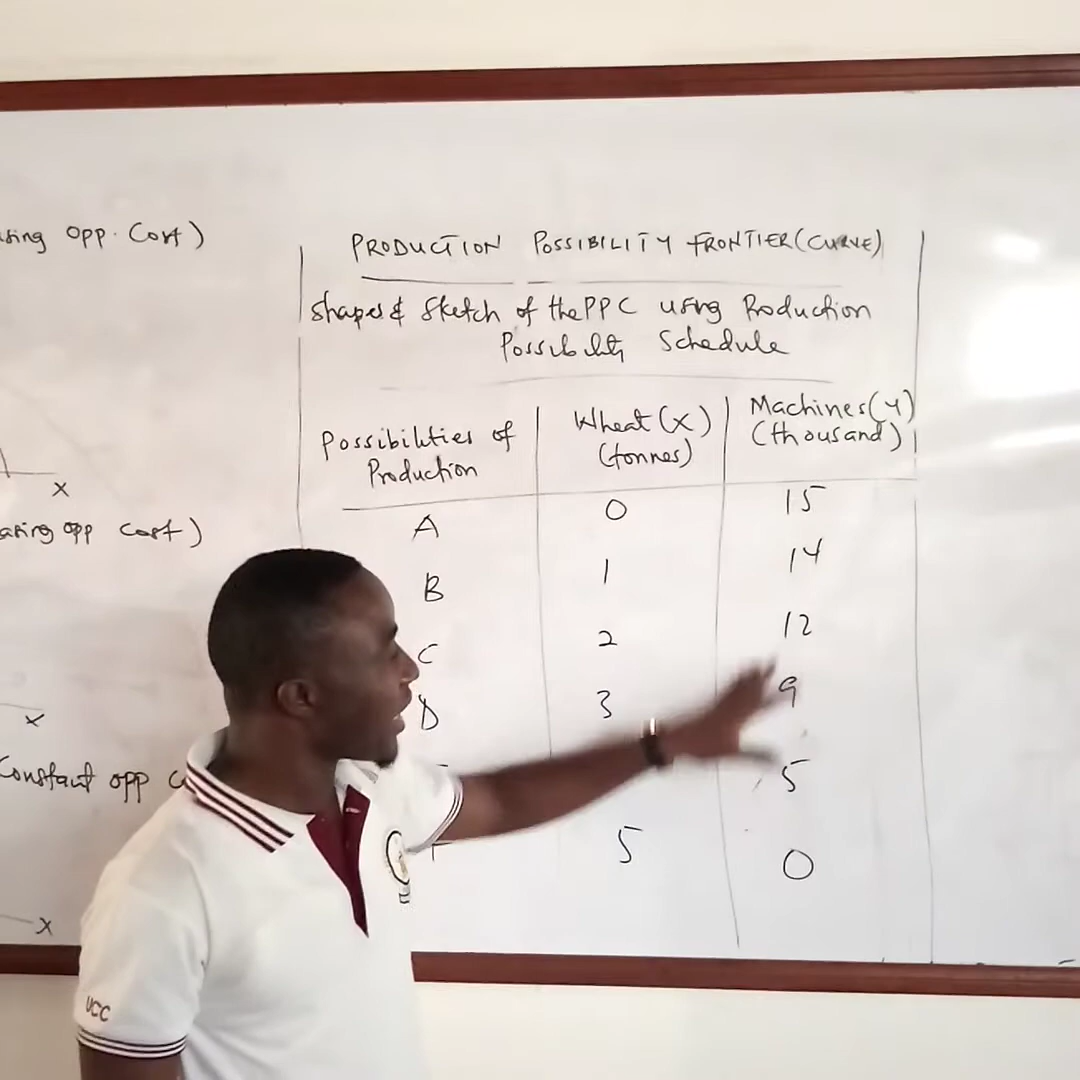 opp. Cost)
X
opp cost)
X
Constant opp
X
PRODUCTION POSSIBILITY FRONTIER (CURVE)
Shapes & Sketch of the PPC using Production
Possibility Schedule
Possibilities of
Production
Wheat (X)
(tonnes)
Machines (Y)
(thousand)
A 0 15
B 1 14
C 2 12
D 3 9
5
5 0
UCC